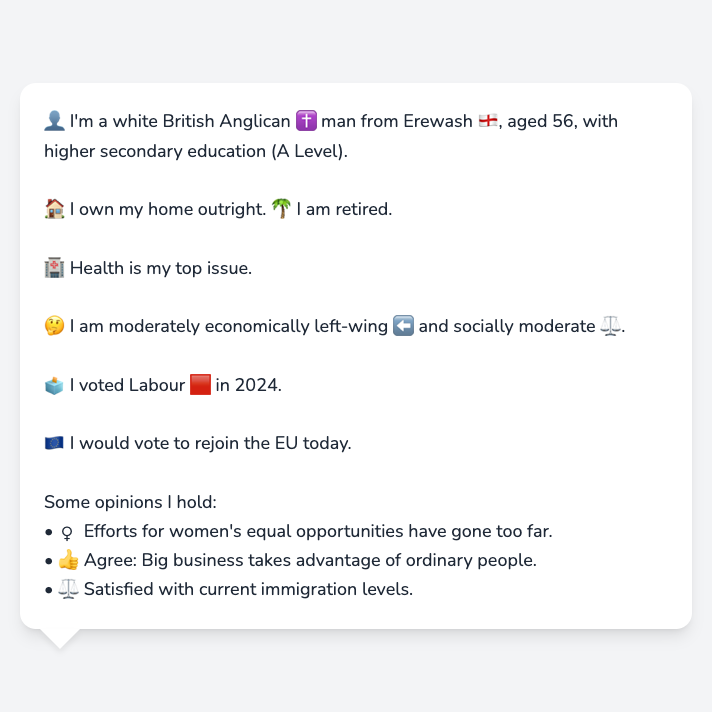 👤 I'm a white British Anglican ✝️ man from Erewash 🏴󠁧󠁢󠁥󠁮󠁧󠁿, aged 56, with
higher secondary education (A Level).
🏠 I own my home outright. 🌴 I am retired.
🏥 Health is my top issue.
🤔 I am moderately economically left-wing ⬅️ and socially moderate ⚖️.
🗳️ I voted Labour 🟥 in 2024.
🇪🇺 I would vote to rejoin the EU today.
Some opinions I hold:
• ♀ Efforts for women's equal opportunities have gone too far.
• 👍 Agree: Big business takes advantage of ordinary people.
• ⚖️ Satisfied with current immigration levels.